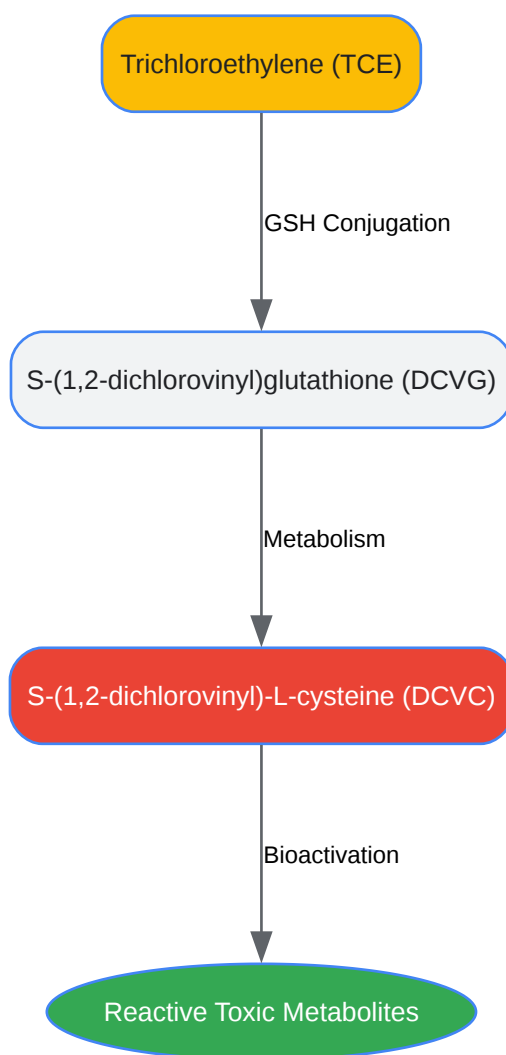 Trichloroethylene (TCE)
GSH Conjugation
S-(1,2-dichlorovinyl)glutathione (DCVG)
Metabolism
S-(1,2-dichlorovinyl)-L-cysteine (DCVC)
Bioactivation
Reactive Toxic Metabolites